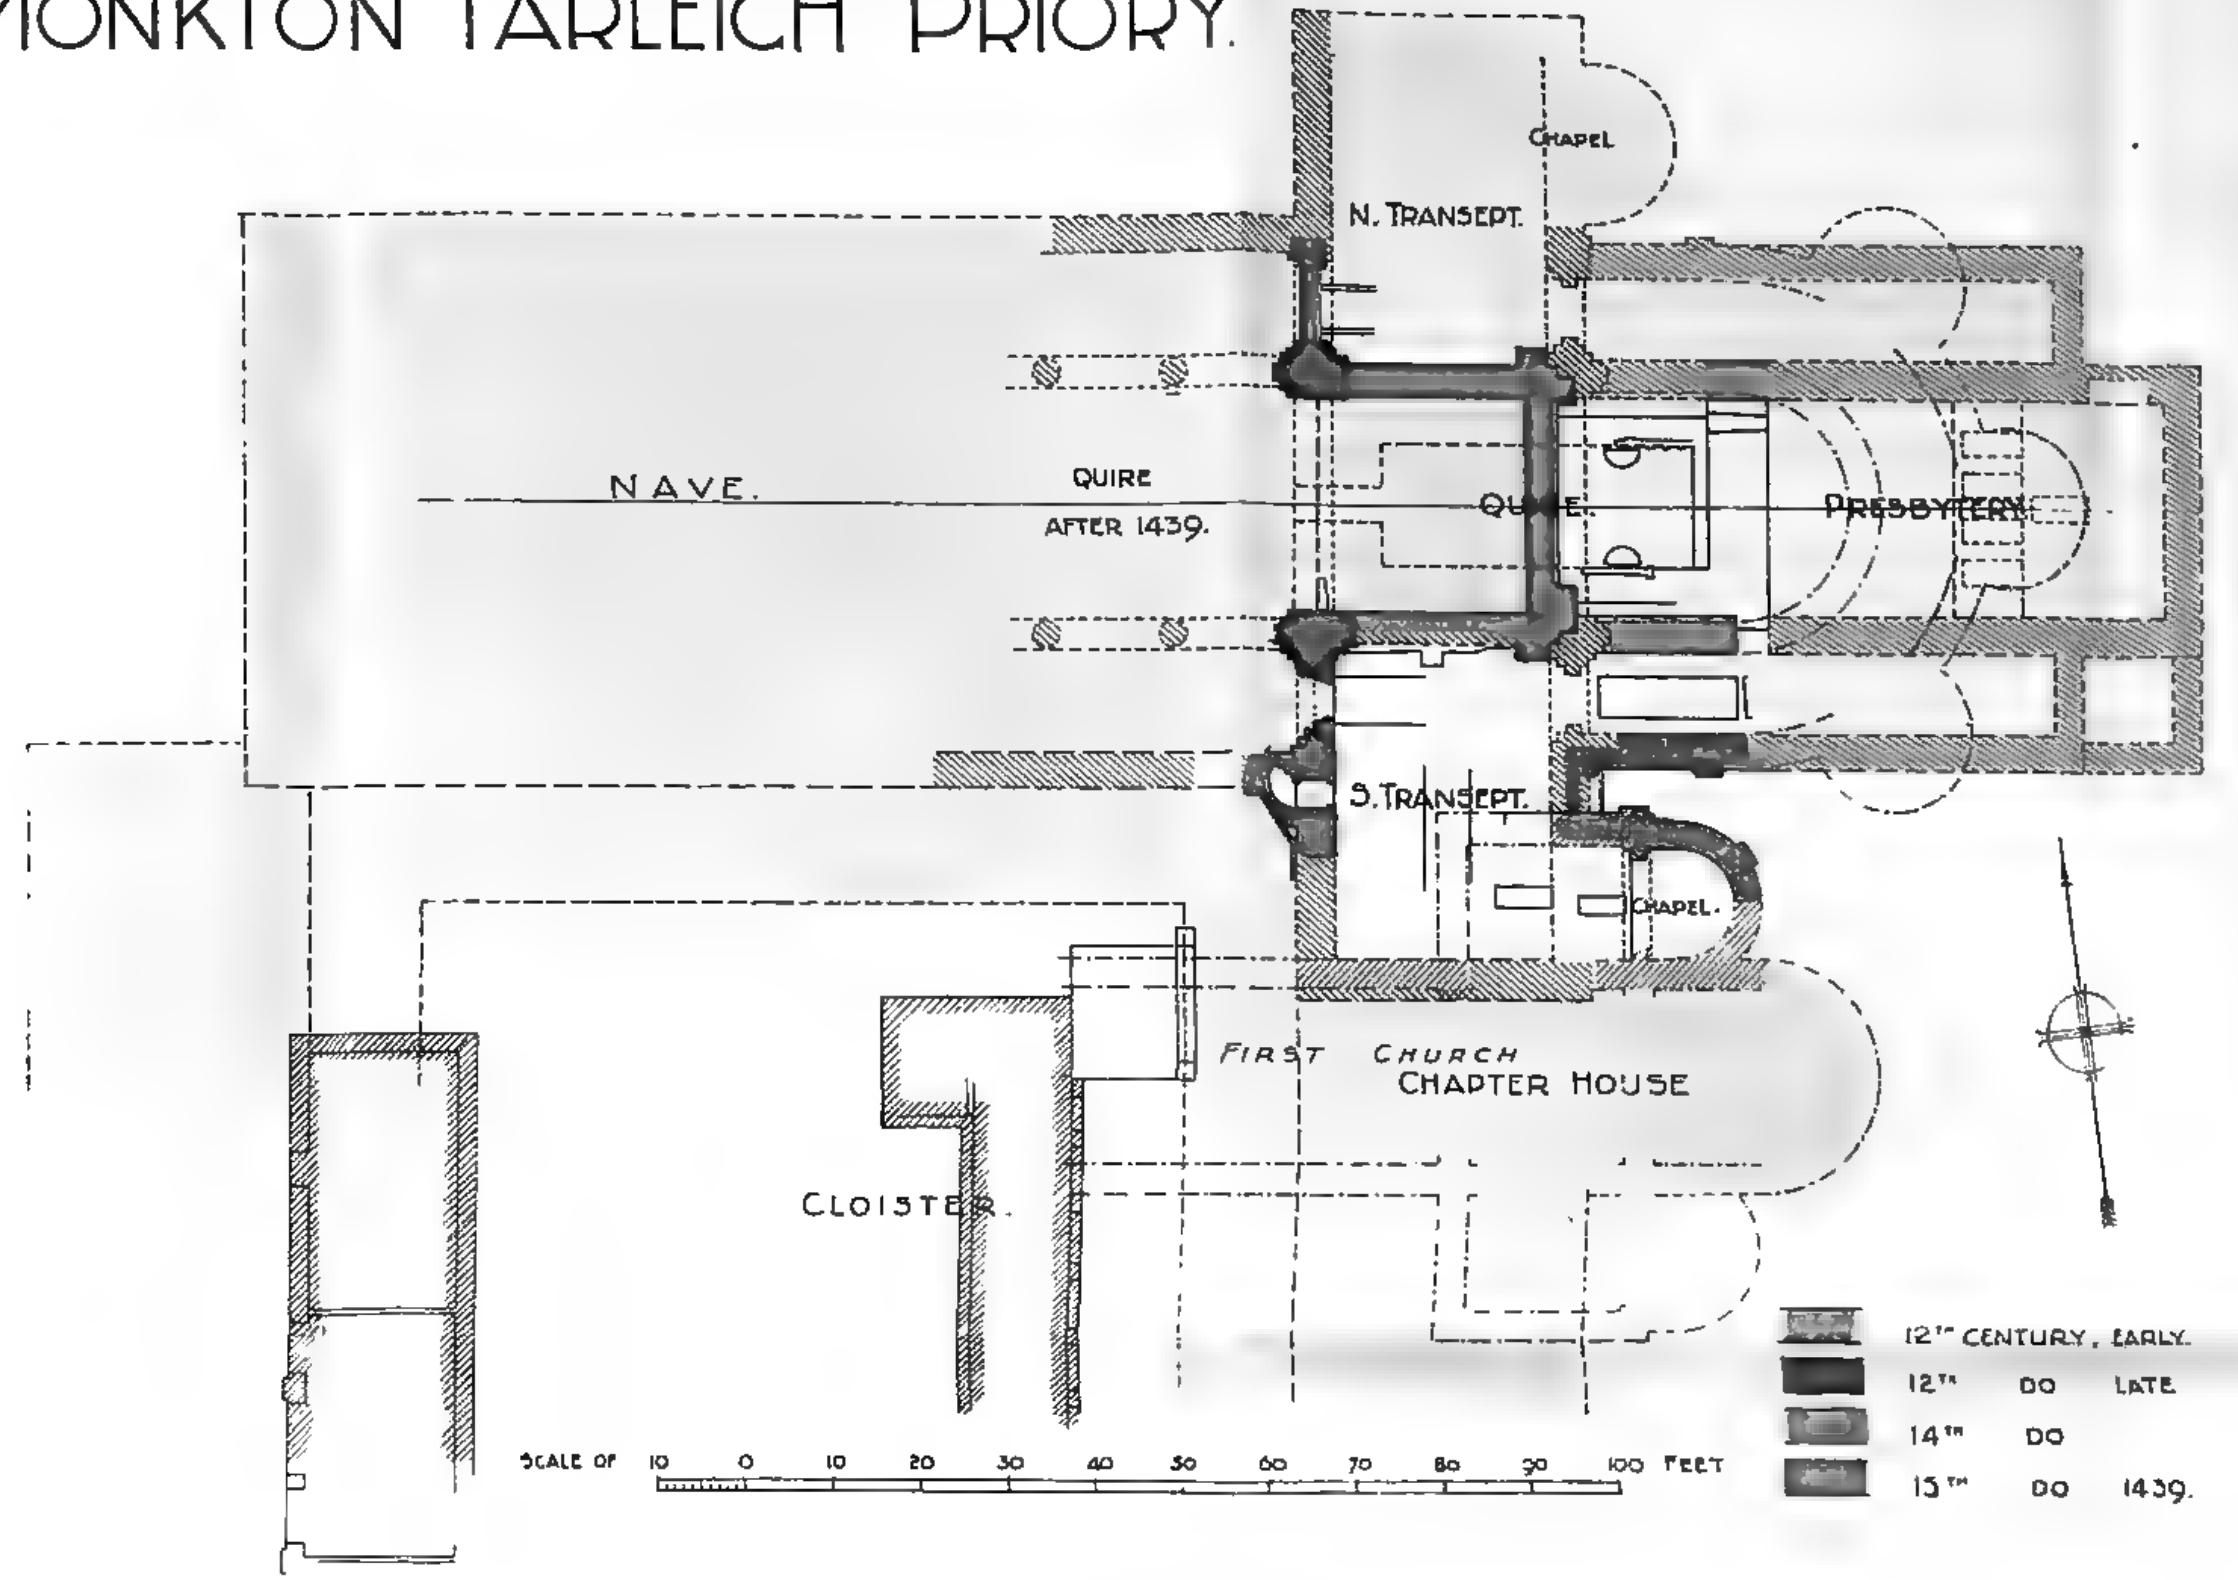 MONKTON FARLEIGH PRIORY.
CHAPEL
N. TRANSEPT.
NAVE.
QUIRE
AFTER 1439.
QUIRE.
PRESBYTERY
S. TRANSEPT.
CHAPEL.
FIRST CHURCH
CHAPTER HOUSE
CLOISTER.
SCALE OF 10 0 10 20 30 40 50 60 70 80 90 100 FEET
12TH CENTURY, EARLY.
12TH DO LATE
14TH DO
15TH DO 1439.